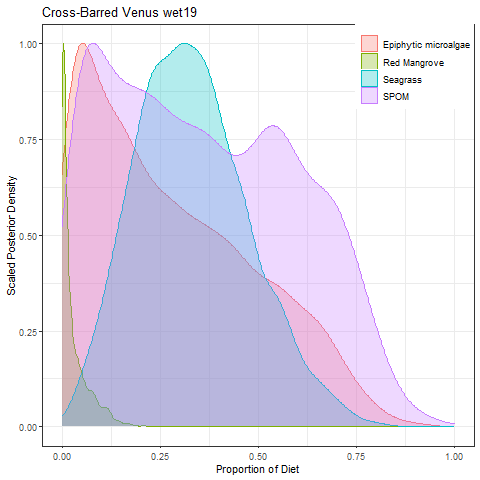 Cross-Barred Venus wet19
Epiphytic microalgae
Red Mangrove
Seagrass
SPOM
1.00
0.75
0.50
0.25
0.00
Scaled Posterior Density
0.00 0.25 0.50 0.75 1.00
Proportion of Diet